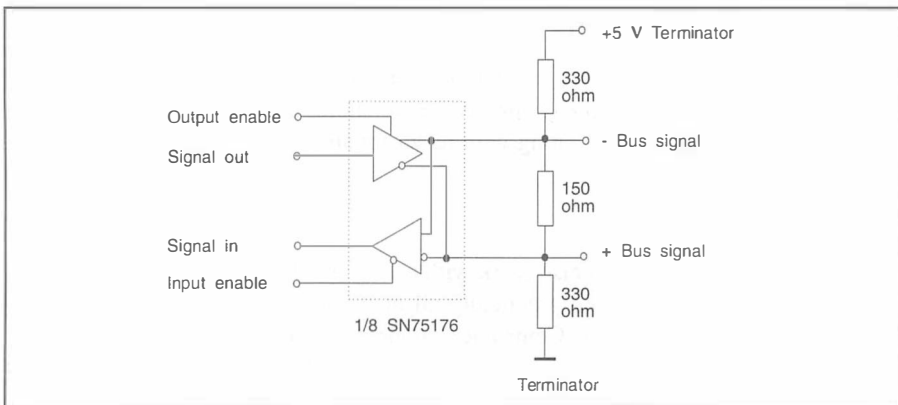 +5 V Terminator
330
ohm
Output enable
- Bus signal
Signal out
150
ohm
Signal in
+ Bus signal
Input enable
330
ohm
1/8 SN75176
Terminator